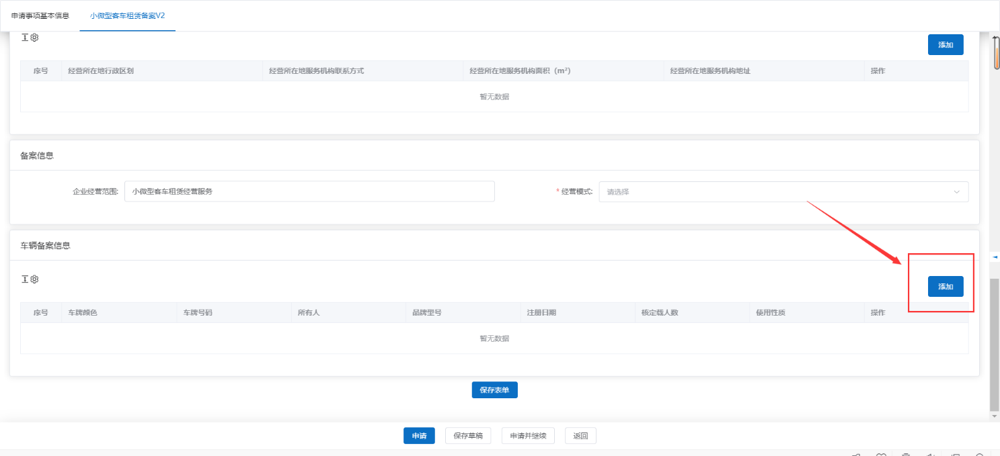 申请事项基本信息 小微型客车租赁备案V2
添加
序号 经营所在地行政区划 经营所在地服务机构联系方式 经营所在地服务机构面积（m²） 经营所在地服务机构地址 操作
暂无数据
备案信息
企业经营范围: 小微型客车租赁经营服务 * 经营模式: 请选择
车辆备案信息
添加
序号 车牌颜色 车牌号码 所有人 品牌型号 注册日期 核定载人数 使用性质 操作
暂无数据
保存表单
申请 保存草稿 申请并继续 返回